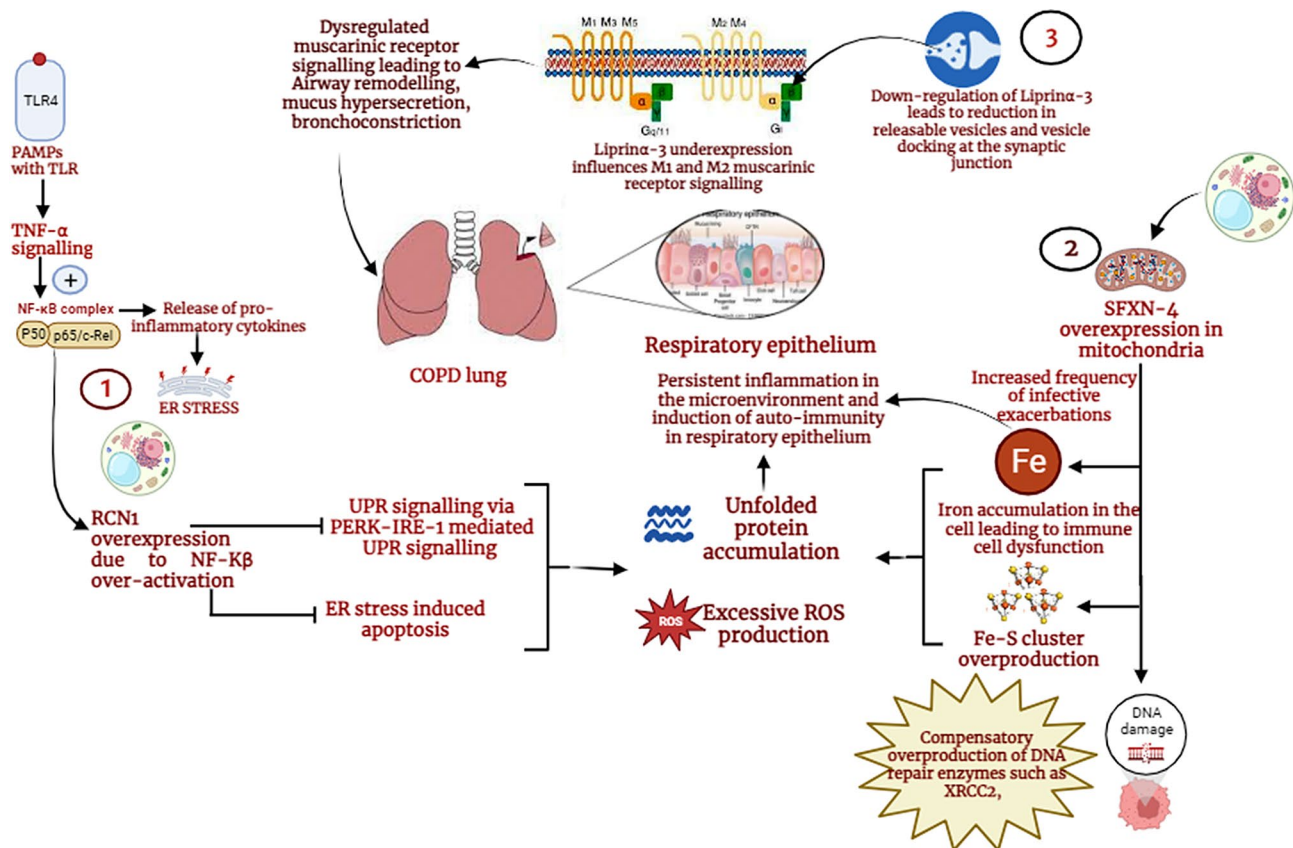 Dysregulated
muscarinic receptor
signalling leading to
Airway remodelling,
mucus hypersecretion,
bronchoconstriction
M1 M3 M5
M2 M4
α
β
γ
Gq/11
α
β
γ
Gi
Liprinα-3 underexpression
influences M1 and M2 muscarinic
receptor signalling
3
Down-regulation of Liprinα-3
leads to reduction in
releasable vesicles and vesicle
docking at the synaptic
junction
TLR4
PAMPs
with TLR
TNF-α
signalling
+
NF-κB complex
P50
p65/c-Rel
Release of pro-
inflammatory cytokines
ER STRESS
1
COPD lung
Respiratory epithelium
CFTR
Respiratory epithelium
Persistent inflammation in
the microenvironment and
induction of auto-immunity
in respiratory epithelium
2
SFXN-4
overexpression in
mitochondria
Increased frequency
of infective
exacerbations
Fe
Iron accumulation in the
cell leading to immune
cell dysfunction
Fe-S cluster
overproduction
RCN1
overexpression
due to NF-Kβ
over-activation
UPR signalling via
PERK-IRE-1 mediated
UPR signalling
ER stress induced
apoptosis
Unfolded
protein
accumulation
ROS
Excessive ROS
production
Compensatory
overproduction of DNA
repair enzymes such as
XRCC2,
DNA
damage